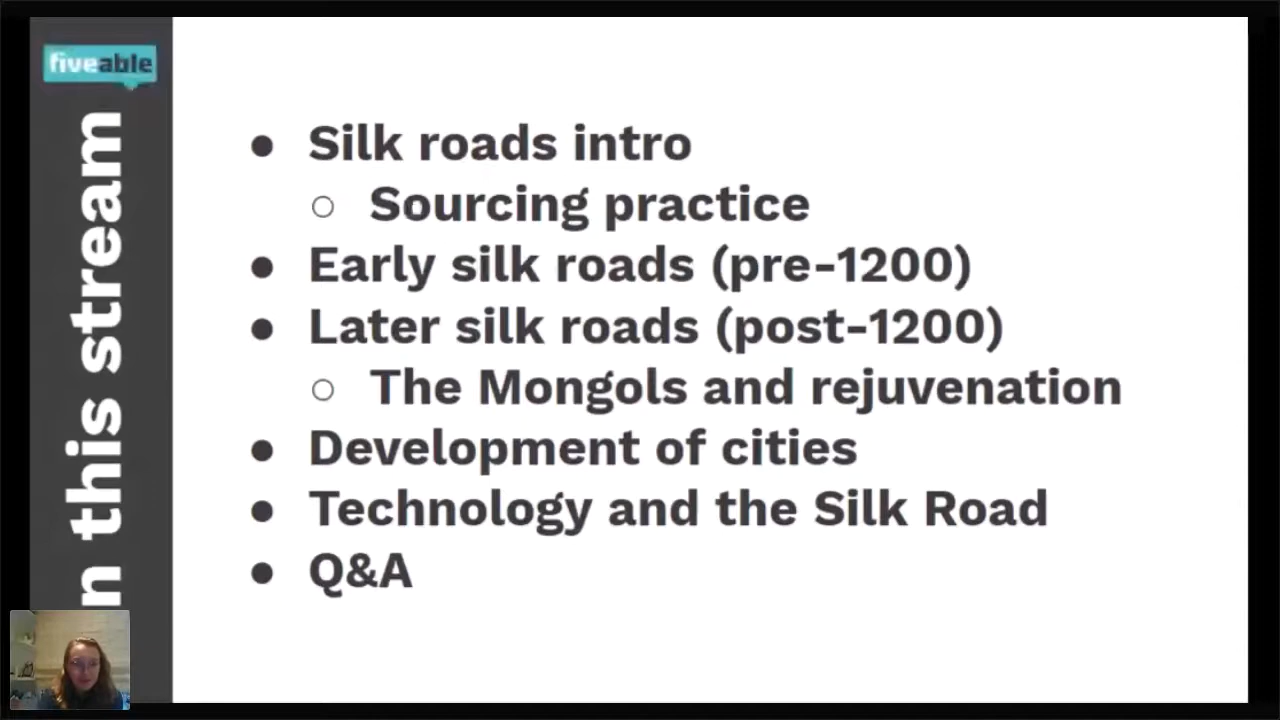 fiveable
n this stream
● Silk roads intro
○ Sourcing practice
● Early silk roads (pre-1200)
● Later silk roads (post-1200)
○ The Mongols and rejuvenation
● Development of cities
● Technology and the Silk Road
● Q&A